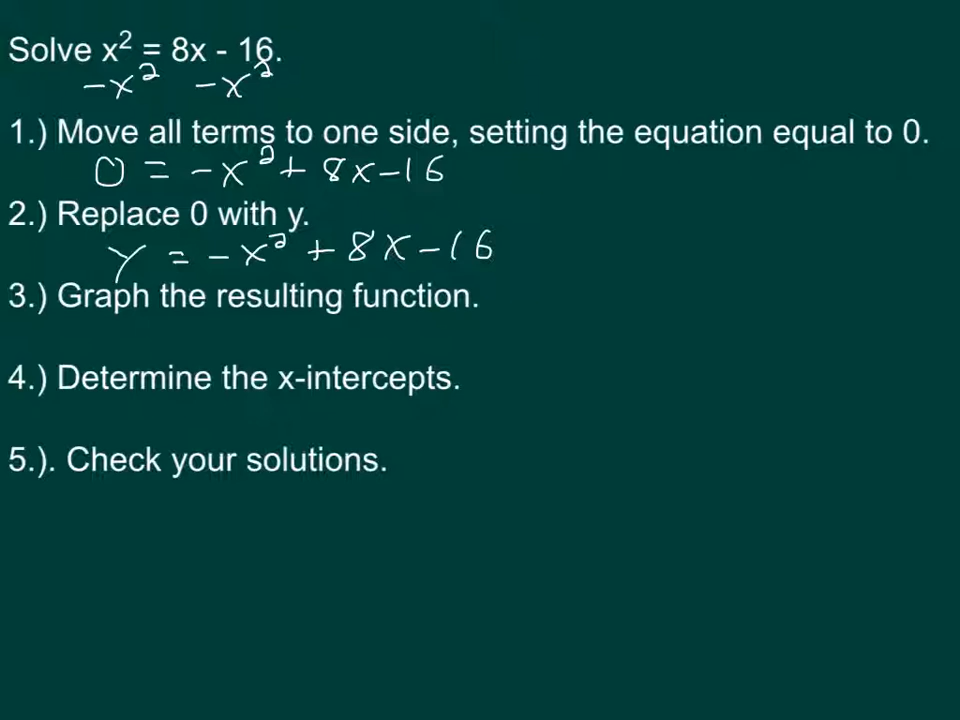 Solve x² = 8x - 16.
-x² -x²
1.) Move all terms to one side, setting the equation equal to 0.
0 = -x² + 8x - 16
2.) Replace 0 with y.
y = -x² + 8x - 16
3.) Graph the resulting function.
4.) Determine the x-intercepts.
5.). Check your solutions.